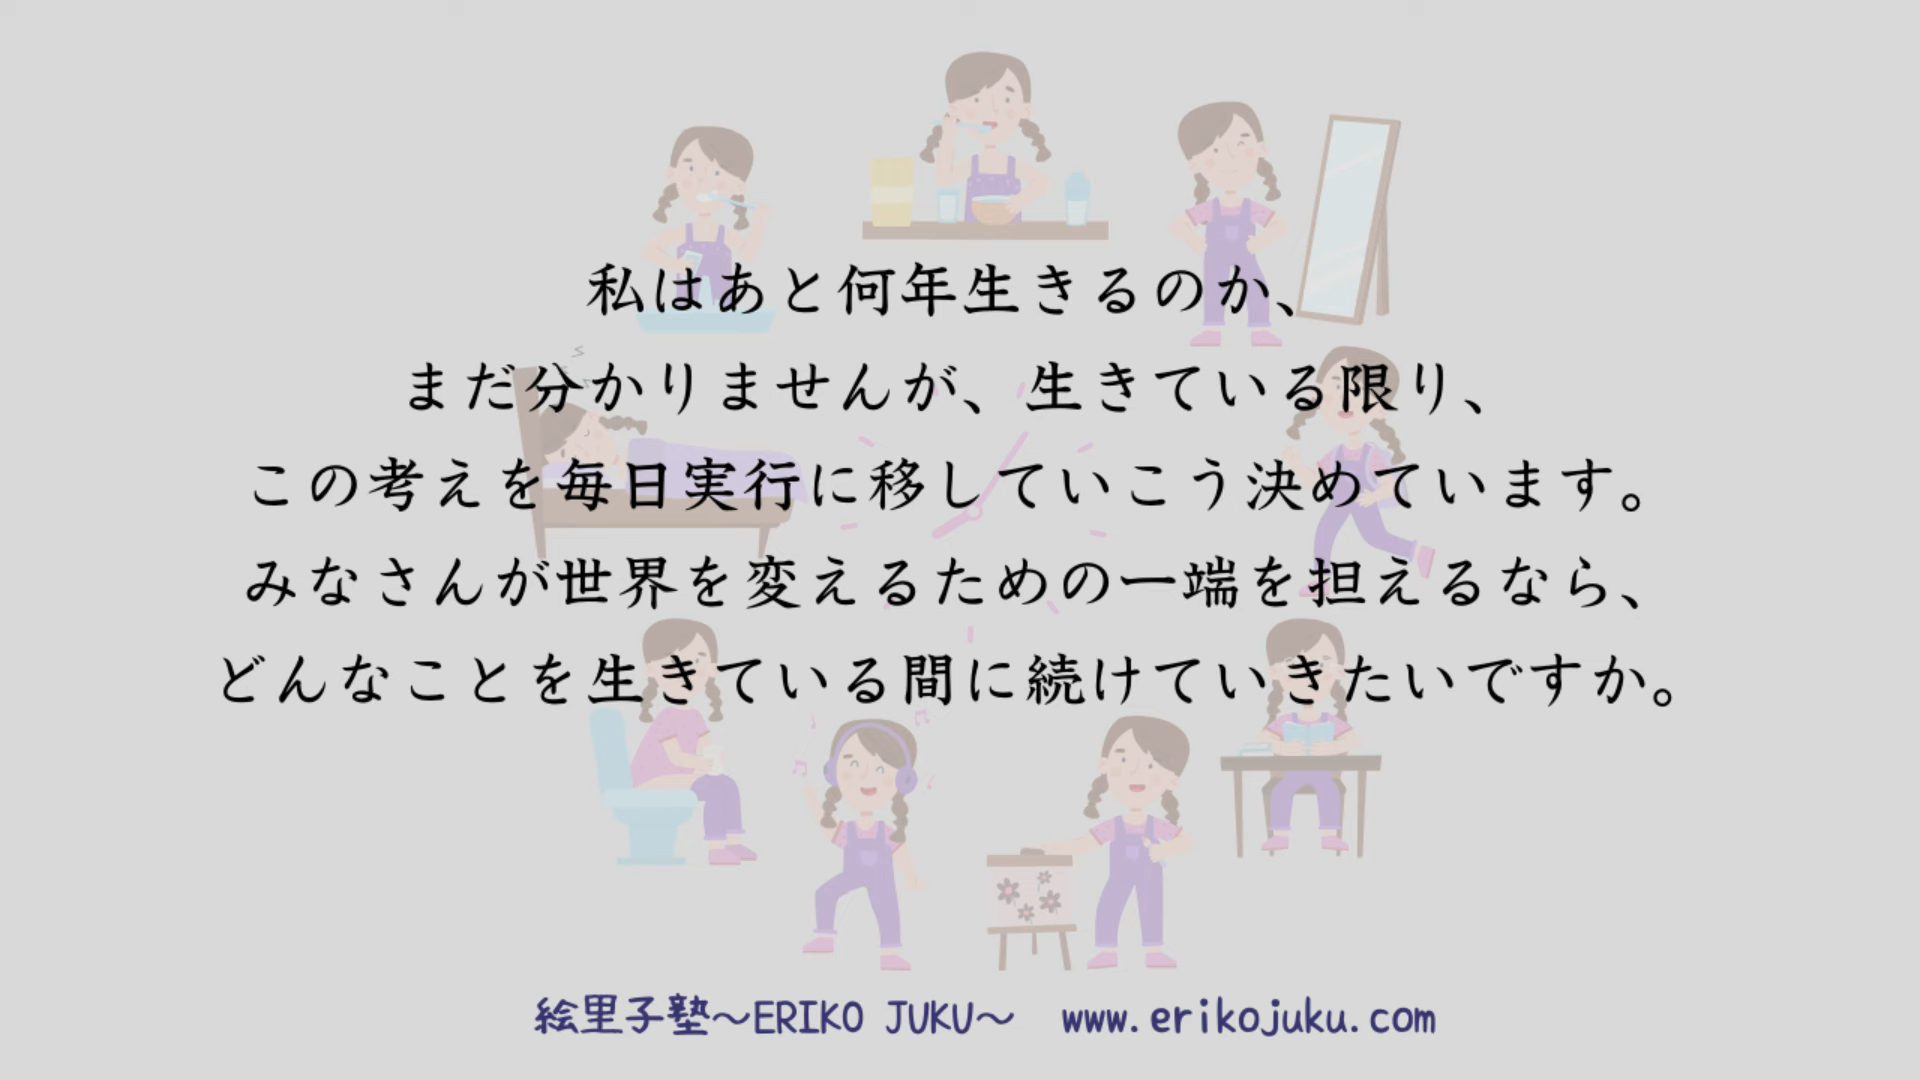 私はあと何年生きるのか、
まだ分かりませんが、生きている限り、
この考えを毎日実行に移していこう決めています。
みなさんが世界を変えるための一端を担えるなら、
どんなことを生きている間に続けていきたいですか。
絵里子塾～ERIKO JUKU～　www.erikojuku.com